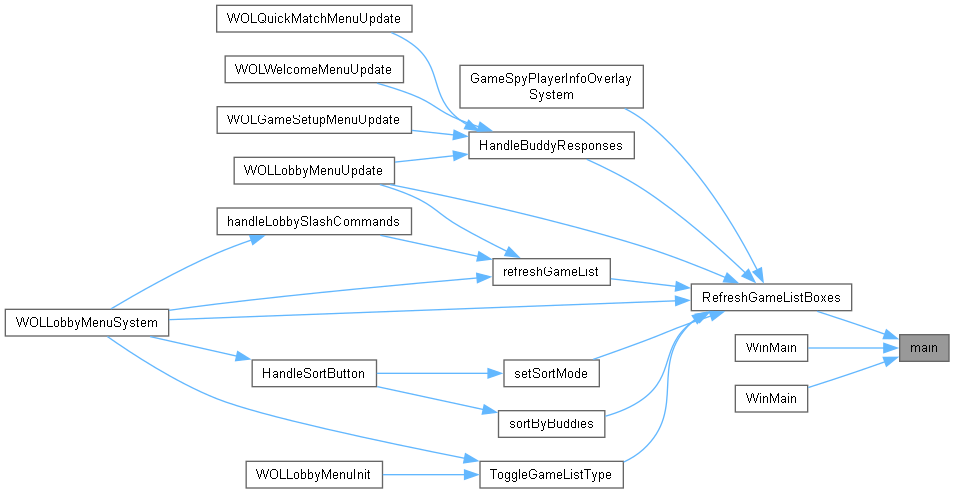 WOLQuickMatchMenuUpdate
WOLWelcomeMenuUpdate
GameSpyPlayerInfoOverlay
System
WOLGameSetupMenuUpdate
HandleBuddyResponses
WOLLobbyMenuUpdate
handleLobbySlashCommands
refreshGameList
RefreshGameListBoxes
WOLLobbyMenuSystem
WinMain
main
HandleSortButton
setSortMode
WinMain
sortByBuddies
WOLLobbyMenuInit
ToggleGameListType